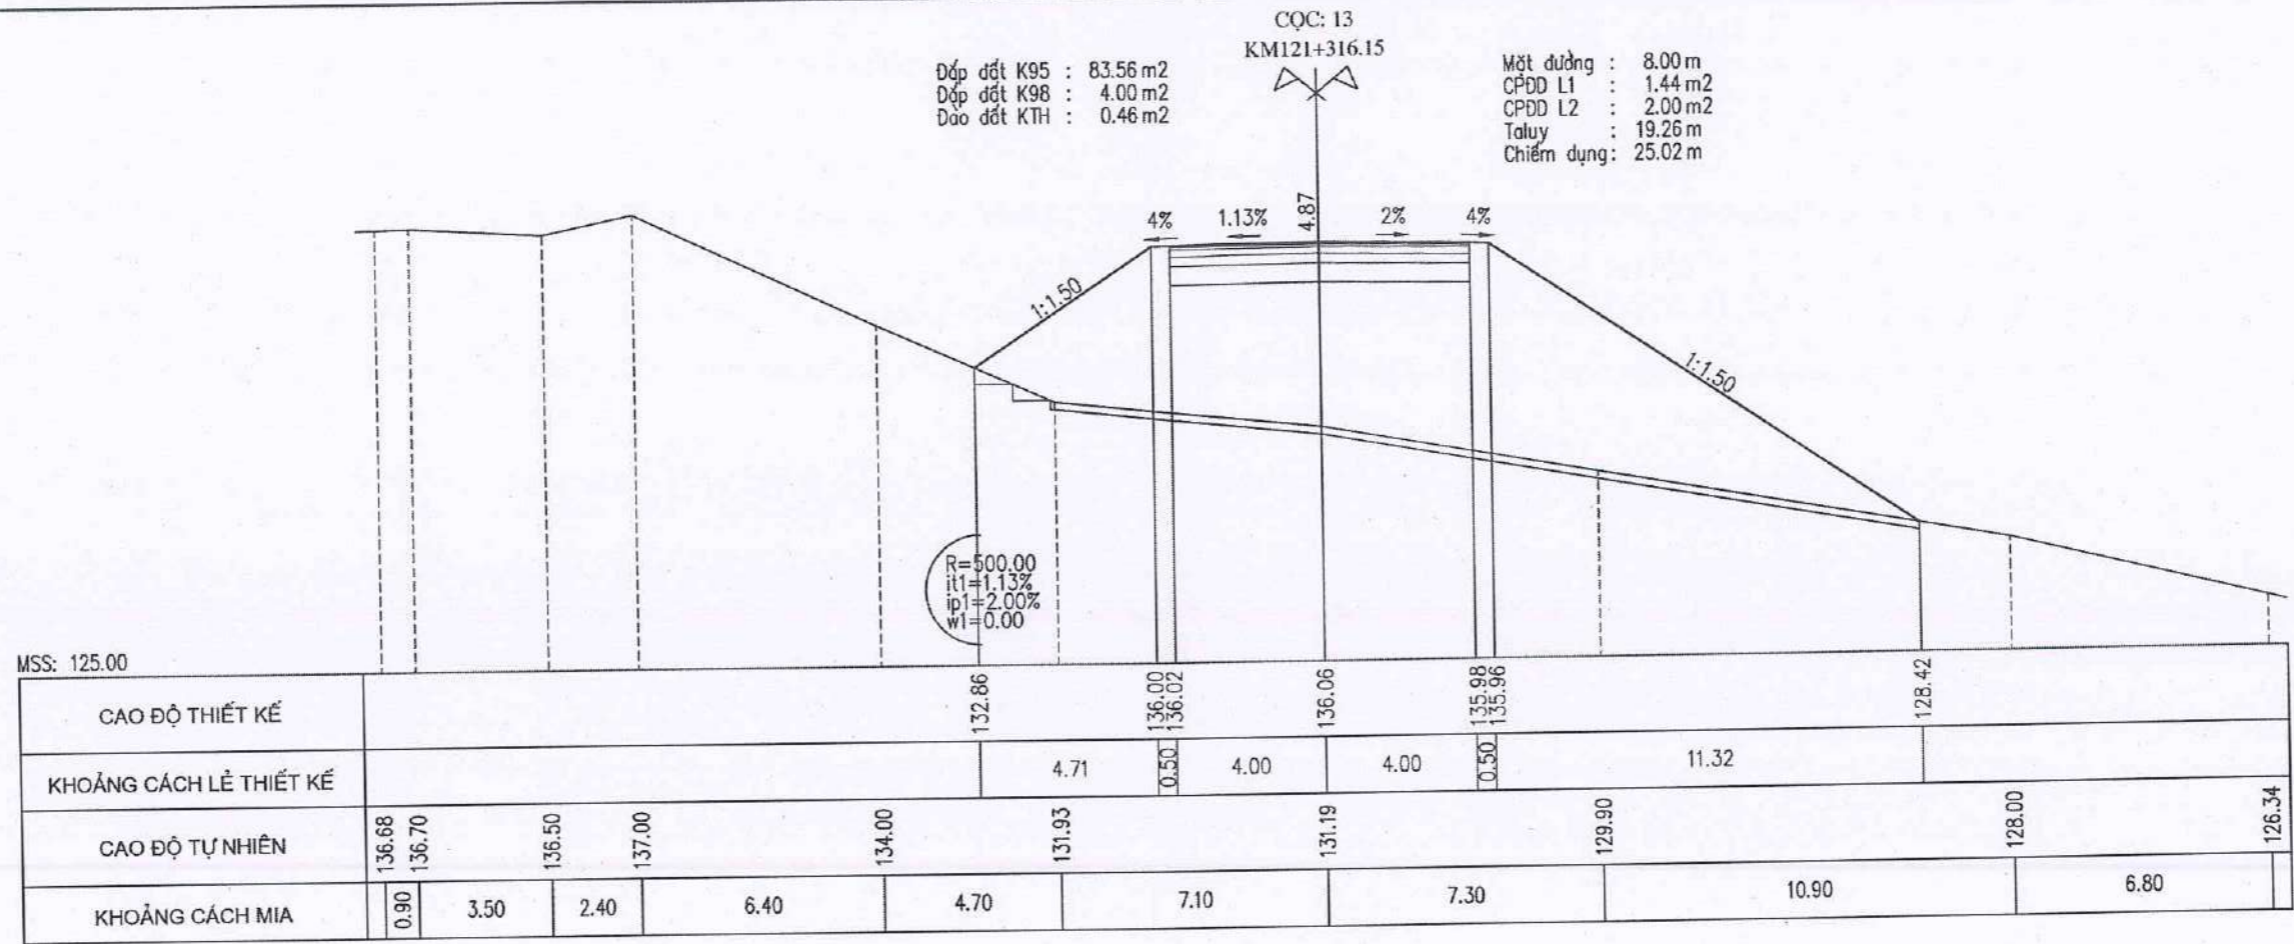 CỌC: 13
KM121+316.15
Đắp đất K95 : 83.56 m2
Đắp đất K98 : 4.00 m2
Đào đất KTH : 0.46 m2
Mặt đường : 8.00 m
CPĐD L1 : 1.44 m2
CPĐD L2 : 2.00 m2
Taluy : 19.26 m
Chiếm dụng: 25.02 m
4.87
4% 1.13% 2% 4%
1:1.50
1:1.50
R=500.00
it1=1.13%
ip1=2.00%
w1=0.00
MSS: 125.00
CAO ĐỘ THIẾT KẾ 132.86 136.00 136.02 136.06 135.98 135.96 128.42
KHOẢNG CÁCH LẺ THIẾT KẾ 4.71 0.50 4.00 4.00 0.50 11.32
CAO ĐỘ TỰ NHIÊN 136.68 136.70 136.50 137.00 134.00 131.93 131.19 129.90 128.00 126.34
KHOẢNG CÁCH MIA 0.90 3.50 2.40 6.40 4.70 7.10 7.30 10.90 6.80